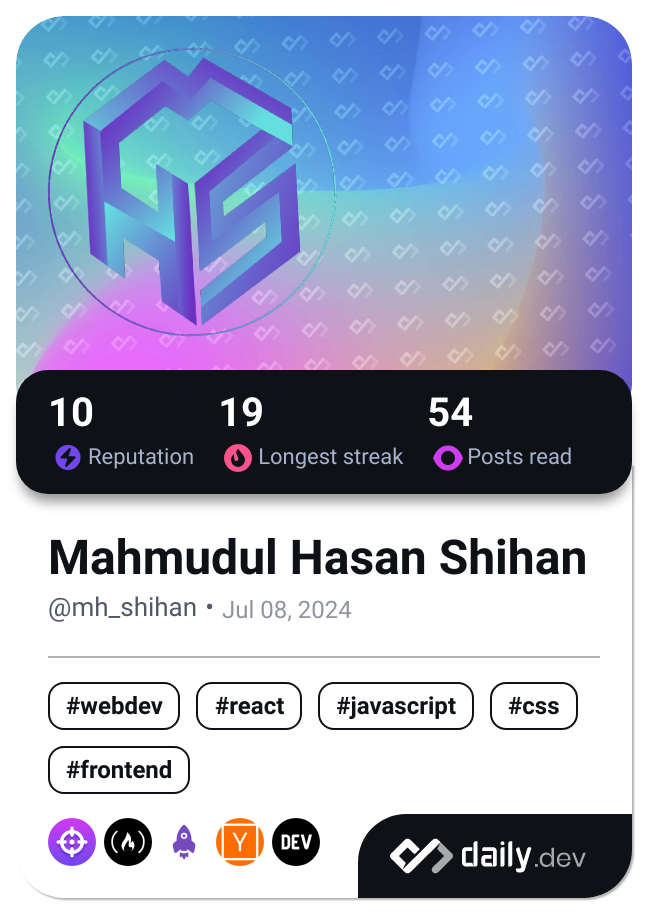 MHS
10 19 54
Reputation Longest streak Posts read
Mahmudul Hasan Shihan
@mh_shihan • Jul 08, 2024
#webdev #react #javascript #css
#frontend
Y DEV
daily.dev